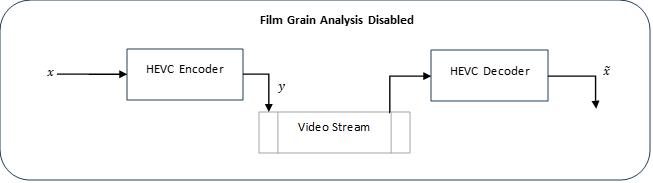 Film Grain Analysis Disabled
x
HEVC Encoder
y
Video Stream
HEVC Decoder
x̃